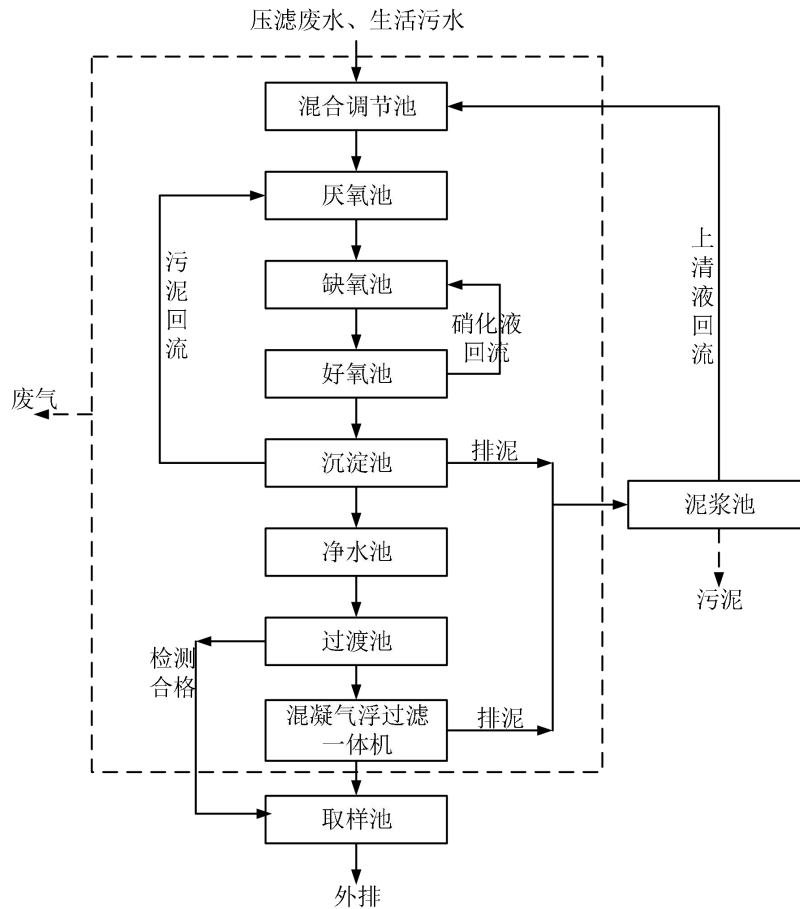 压滤废水、生活污水
混合调节池
厌氧池
污泥回流
缺氧池
硝化液
回流
上清液回流
好氧池
废气
沉淀池
排泥
泥浆池
净水池
污泥
过渡池
检测
合格
混凝气浮过滤
一体机
排泥
取样池
外排